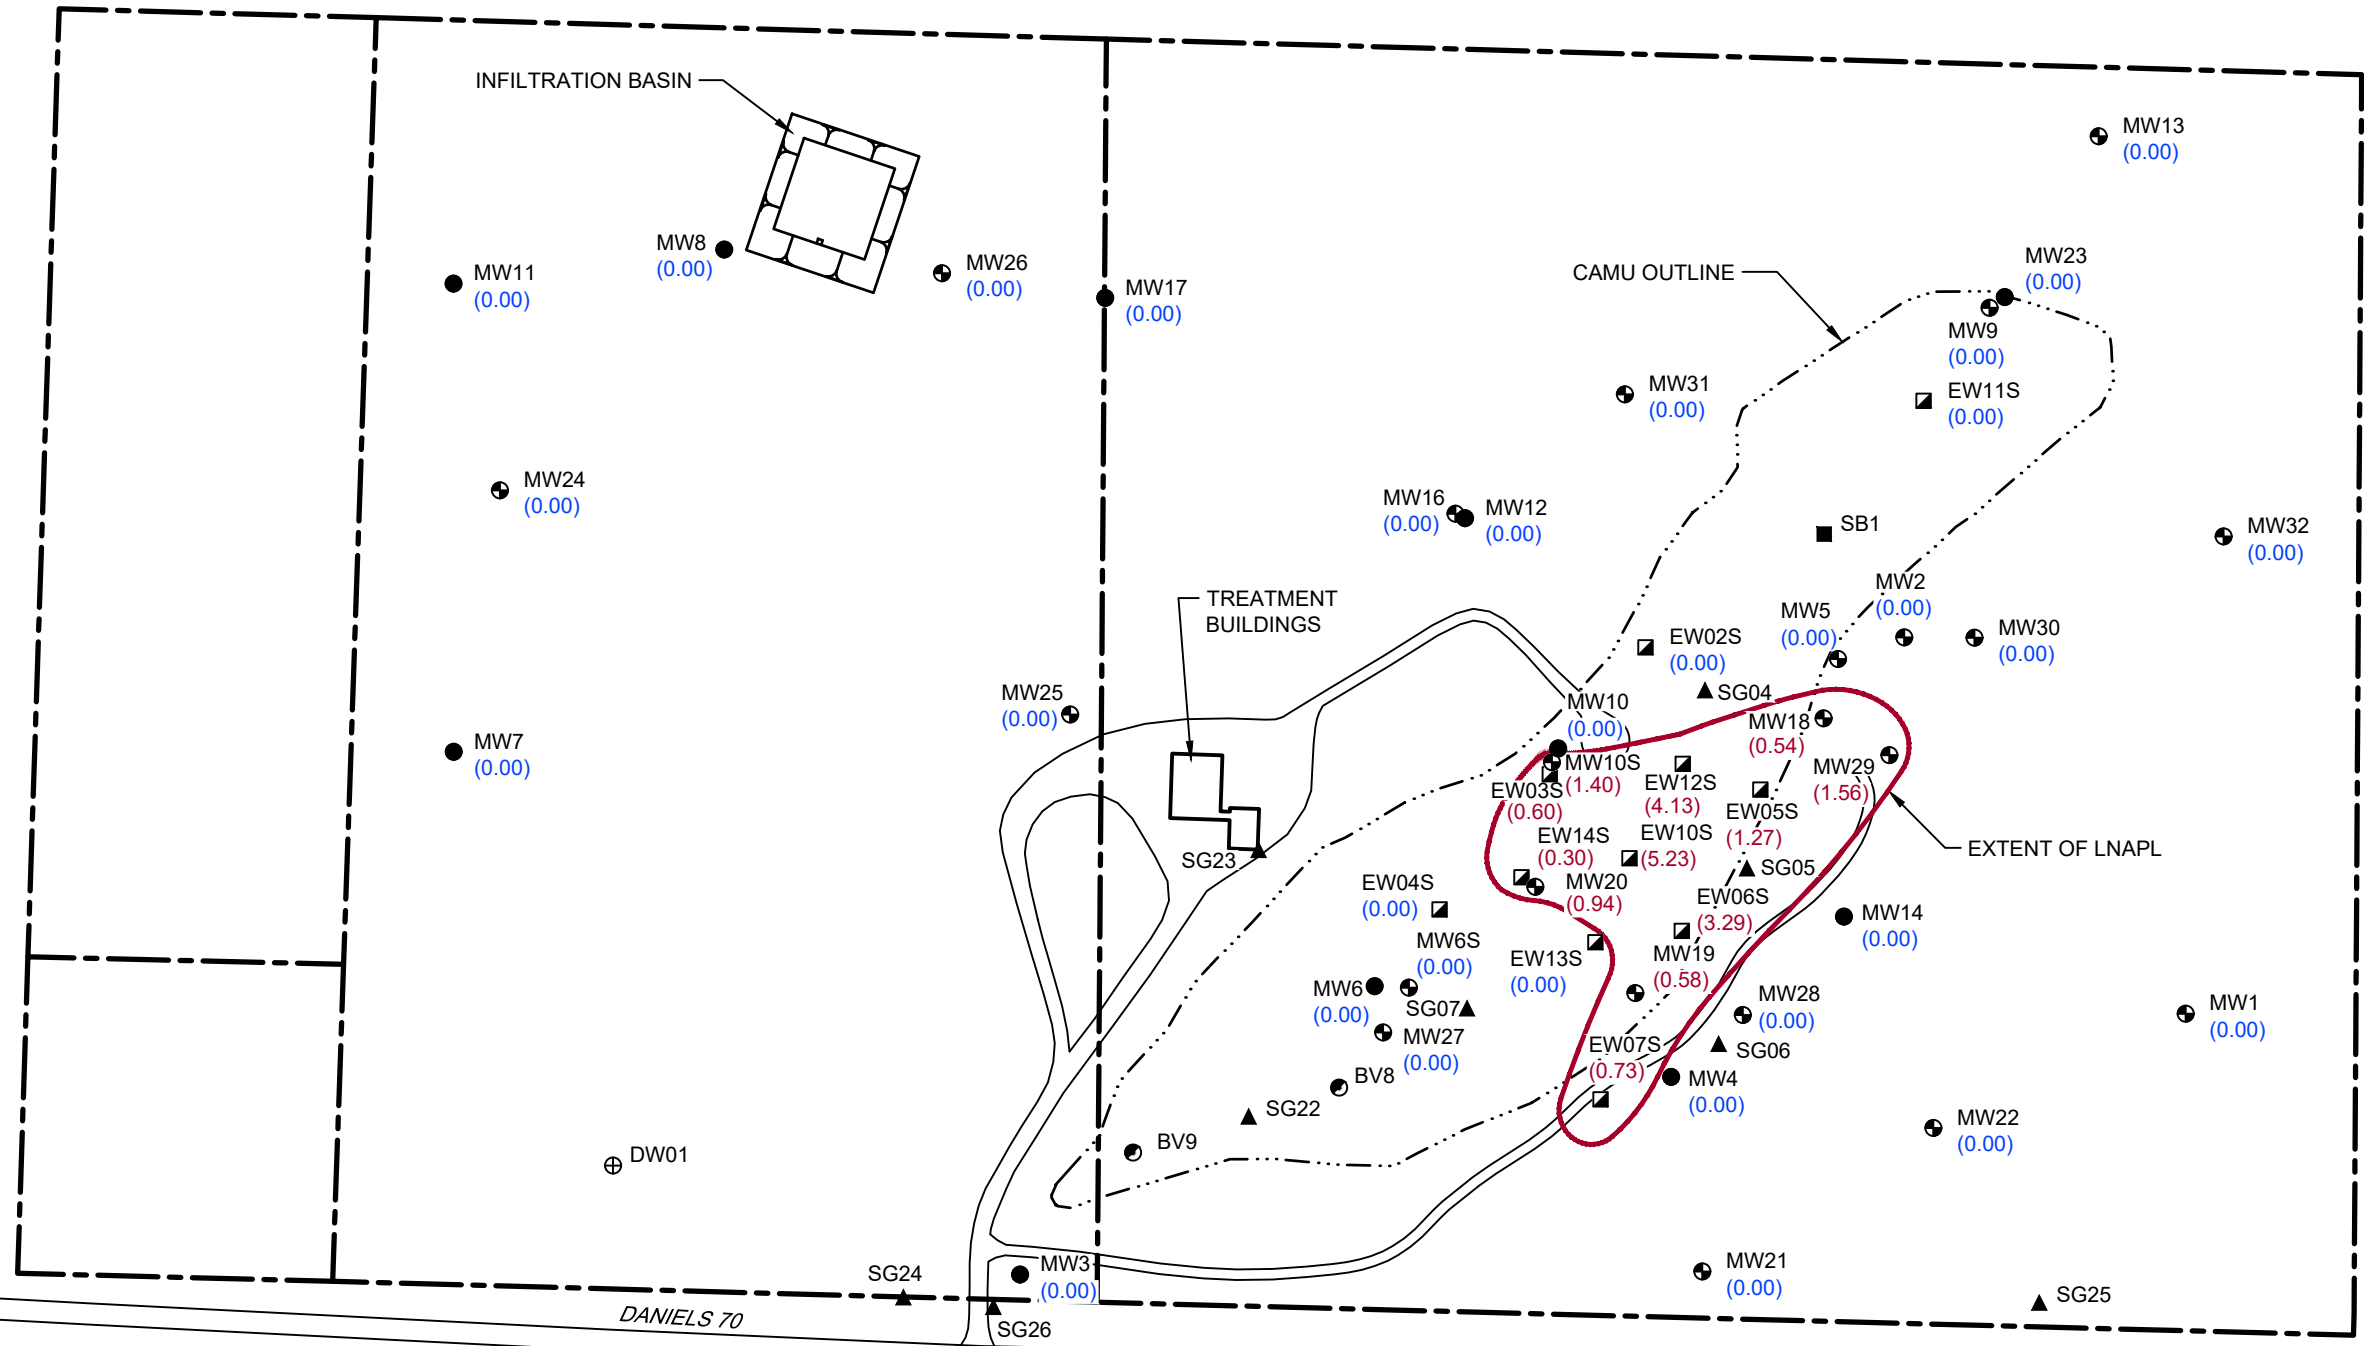 INFILTRATION BASIN
MW13
(0.00)
MW8
(0.00)
MW11
(0.00)
MW26
(0.00)
MW17
(0.00)
CAMU OUTLINE
MW23
(0.00)
MW9
(0.00)
MW31
(0.00)
EW11S
(0.00)
MW24
(0.00)
MW16
(0.00)
MW12
(0.00)
SB1
MW32
(0.00)
TREATMENT
BUILDINGS
MW2
(0.00)
MW5
(0.00)
MW30
(0.00)
EW02S
(0.00)
SG04
MW25
(0.00)
MW7
(0.00)
MW10
(0.00)
MW18
(0.54)
MW10S
(1.40)
EW03S
(0.60)
EW12S
(4.13)
MW29
(1.56)
EW05S
(1.27)
EW14S
(0.30)
EW10S
(5.23)
EXTENT OF LNAPL
SG23
SG05
EW04S
(0.00)
MW20
(0.94)
EW06S
(3.29)
MW14
(0.00)
MW6S
(0.00)
EW13S
(0.00)
MW19
(0.58)
MW6
(0.00)
SG07
MW28
(0.00)
MW1
(0.00)
MW27
(0.00)
EW07S
(0.73)
SG06
BV8
MW4
(0.00)
SG22
MW22
(0.00)
BV9
DW01
MW3
(0.00)
MW21
(0.00)
SG24
SG25
DANIELS 70
SG26